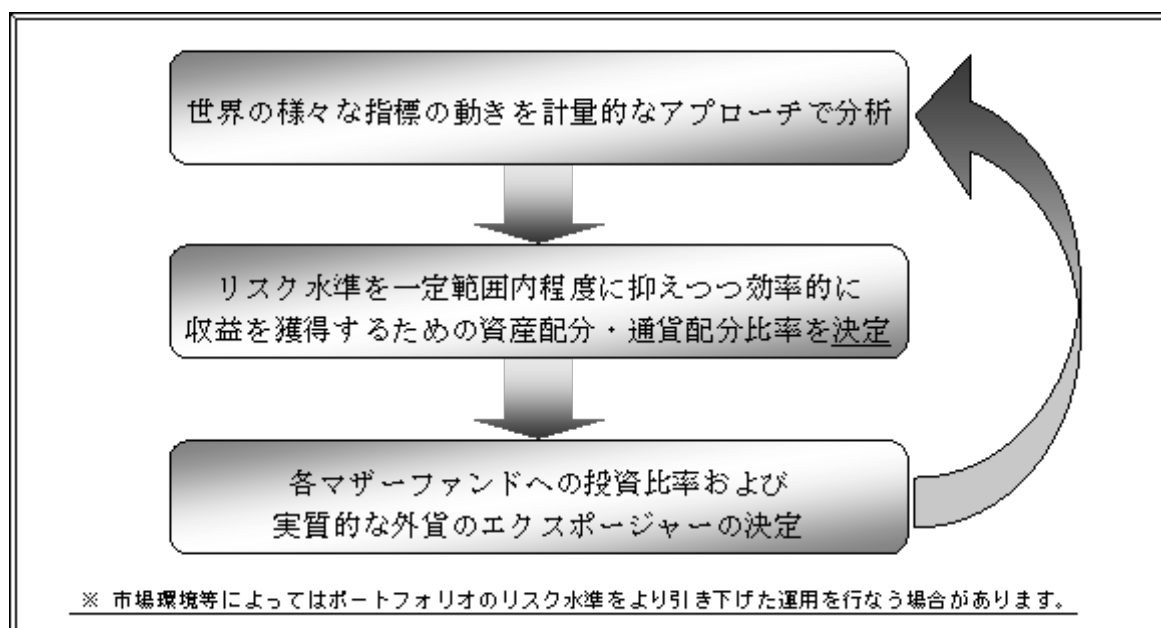 世界の様々な指標の動きを計量的なアプローチで分析
リスク水準を一定範囲内程度に抑えつつ効率的に
収益を獲得するための資産配分・通貨配分比率を決定
各マザーファンドへの投資比率および
実質的な外貨のエクスポージャーの決定
※ 市場環境等によってはポートフォリオのリスク水準をより引き下げた運用を行なう場合があります。